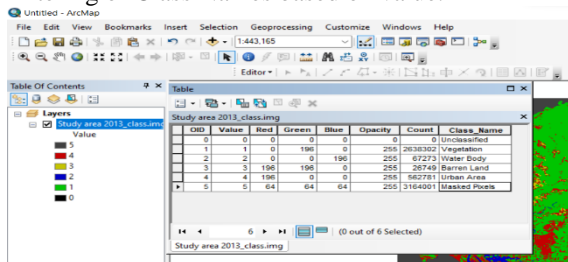 Untitled - ArcMap
File Edit View Bookmarks Insert Selection Geoprocessing Customize Windows Help
1:443,165
Editor
Table Of Contents
Layers
Study area 2013_class.img
Value
5
4
3
2
1
0
Table
Study area 2013_class.img
OID Value Red Green Blue Opacity Count Class_Name
0 0 0 0 0 0 0 Unclassified
1 1 0 196 0 255 2638302 Vegetation
2 2 0 0 196 255 67273 Water Body
3 3 196 196 0 255 26749 Barren Land
4 4 196 0 0 255 562781 Urban Area
5 5 64 64 64 255 3164001 Masked Pixels
6 (0 out of 6 Selected)
Study area 2013_class.img